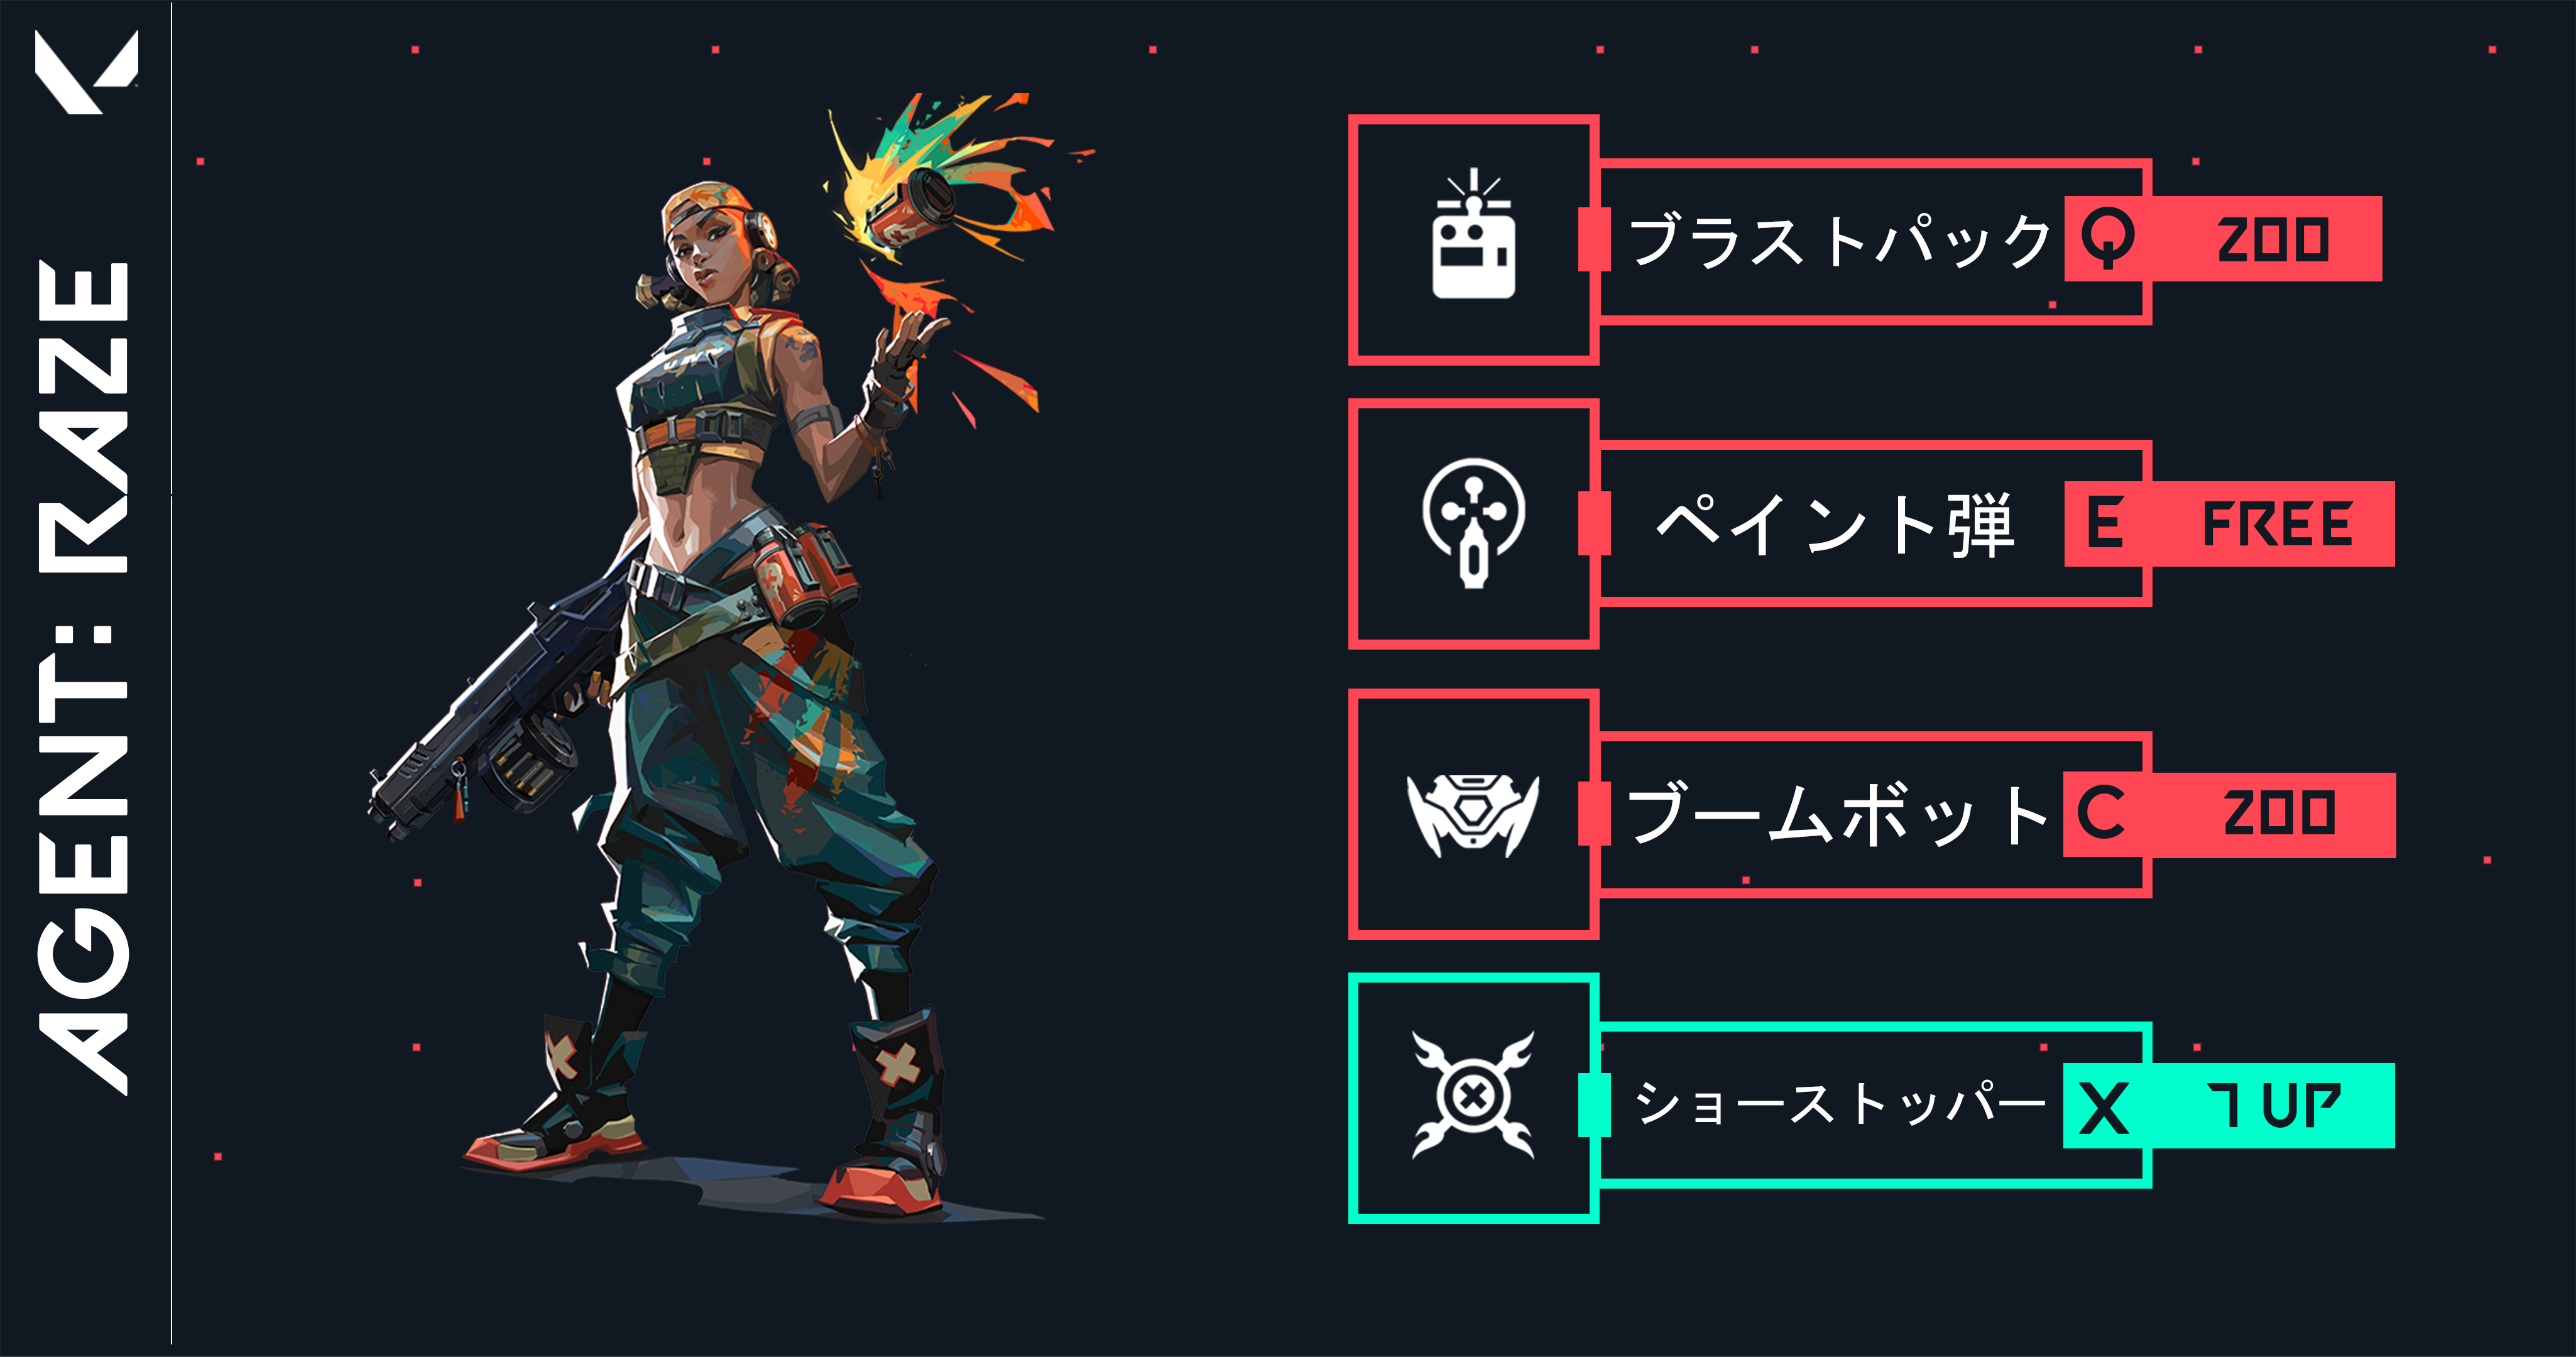 AGENT: RAZE
ブラストパック Q 200
ペイント弾 E FREE
ブームボット C 200
ショーストッパー X 7 UP